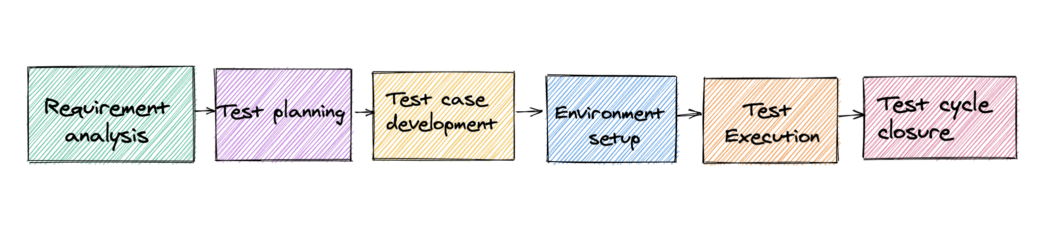 Requirement
analysis
Test planning
Test case
development
Environment
setup
Test
Execution
Test cycle
closure